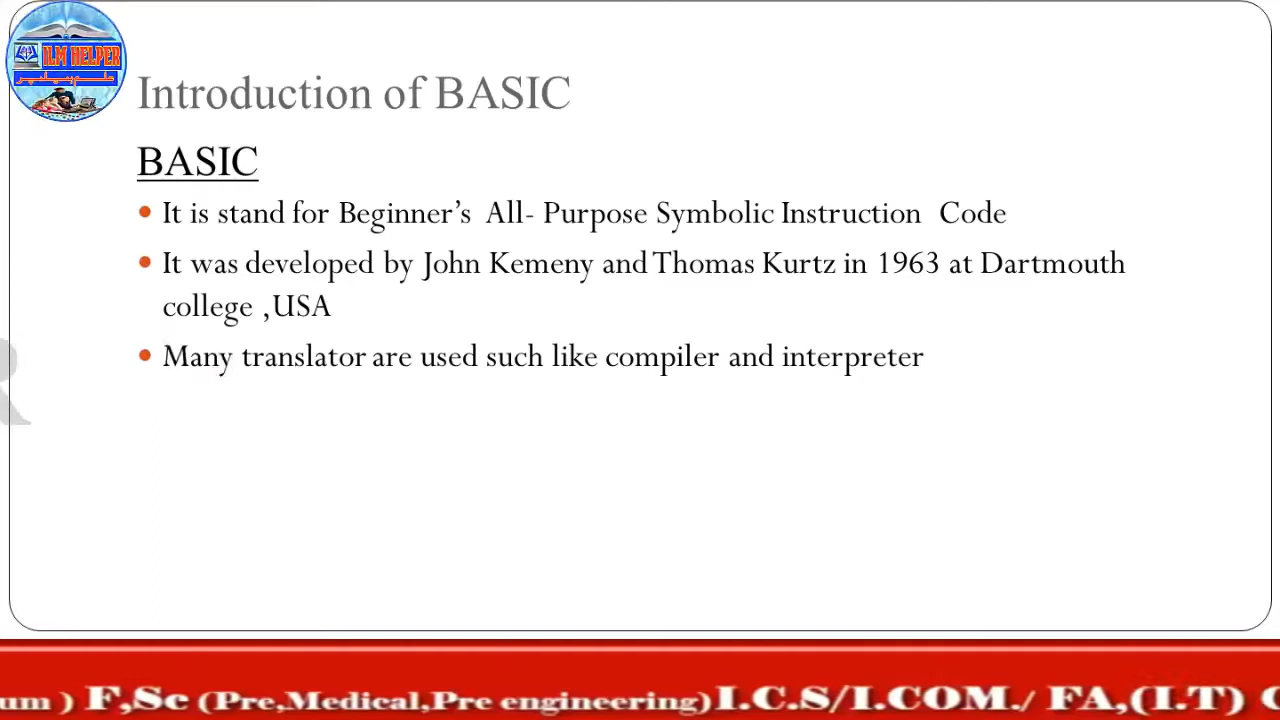 ILM HELPER
Introduction of BASIC
BASIC
It is stand for Beginner’s All- Purpose Symbolic Instruction Code
It was developed by John Kemeny and Thomas Kurtz in 1963 at Dartmouth
college ,USA
Many translator are used such like compiler and interpreter
R
um ) F,Sc (Pre,Medical,Pre engineering)I.C.S/I.COM./ FA,(I.T)